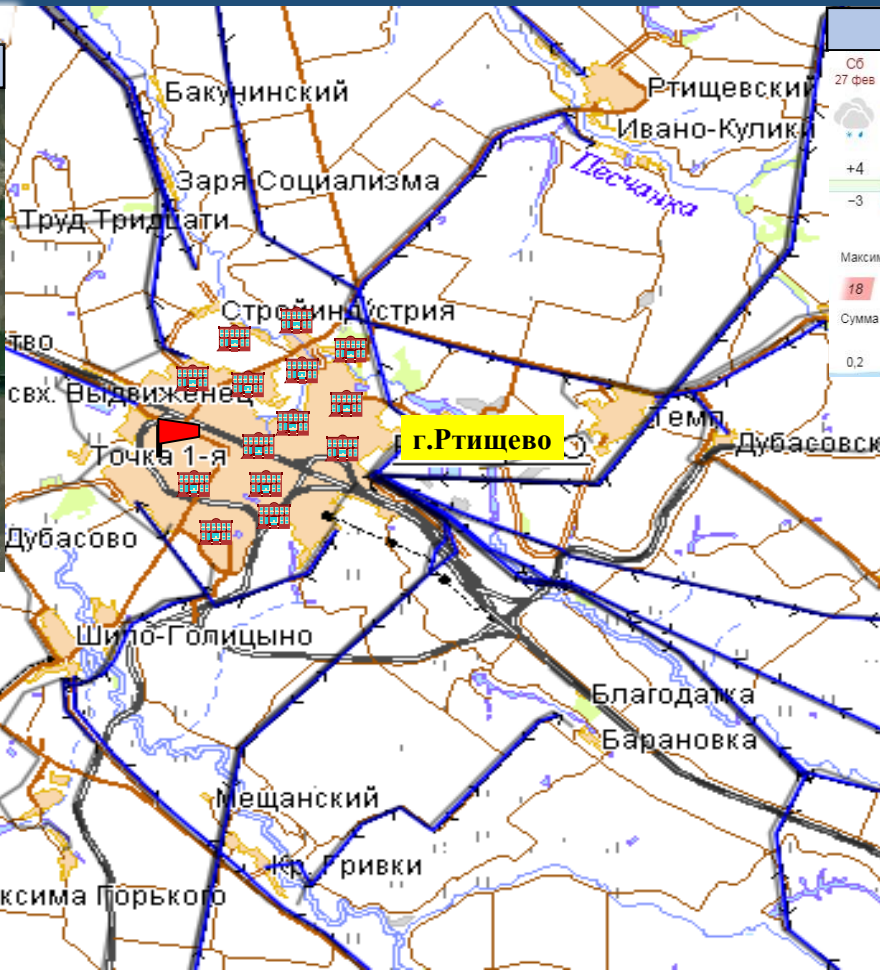 Сб
27 фев
Бакунинский
Ртищевский
Ивано-Кулики
Песчанка
Заря Социализма
+4
Труд Тридцати
−3
Максим
18
Стройиндустрия
Сумма
тво
0,2
свх. Выдвиженец
Темп
г.Ртищево
Дубасовск
Точка 1-я
Дубасово
Шило-Голицыно
Благодатка
Барановка
Мещанский
Кр. Гривки
ксима Горького